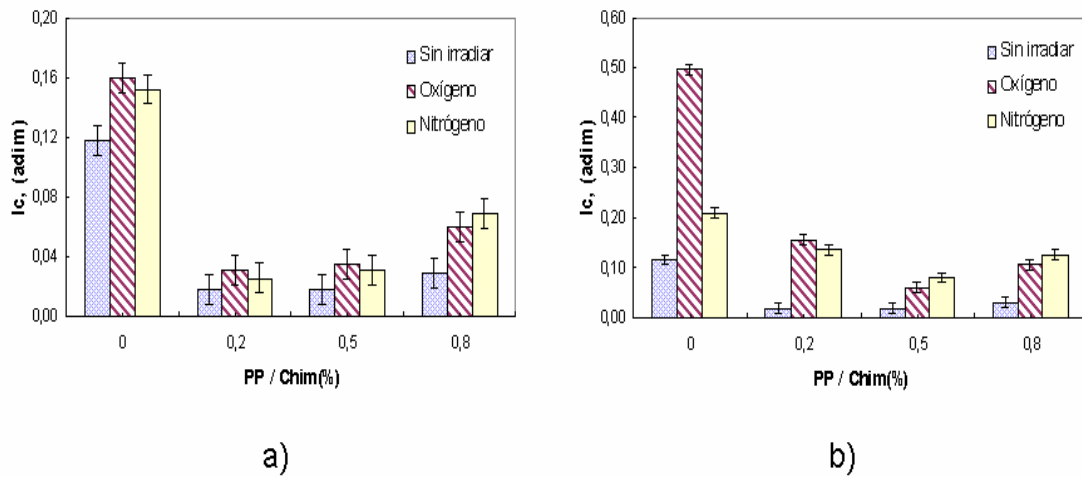 0,20
0,16
0,12
0,08
0,04
0,00
Ic, (adim)
Sin irradiar
Oxígeno
Nitrógeno
0 0,2 0,5 0,8
PP / Chim(%)
a)
0,60
0,50
0,40
0,30
0,20
0,10
0,00
Ic, (adim)
Sin irradiar
Oxígeno
Nitrógeno
0 0,2 0,5 0,8
PP / Chim(%)
b)